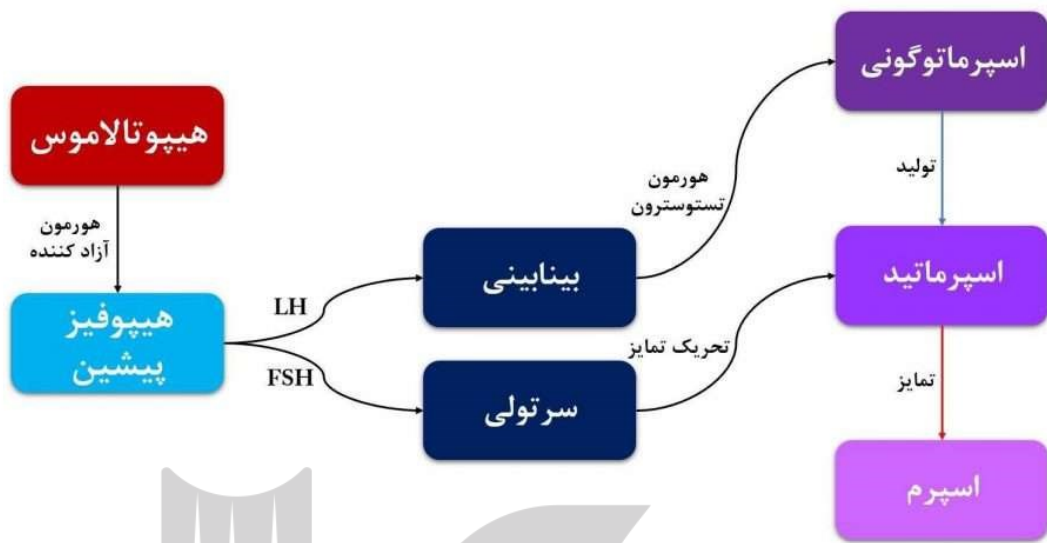 هیپوتالاموس
هورمون
آزاد کننده
هیپوفیز
پیشین
LH
FSH
بینابینی
سرتولی
هورمون
تستوسترون
تحریک تمایز
اسپرماتوگونی
تولید
اسپرماتید
تمایز
اسپرم